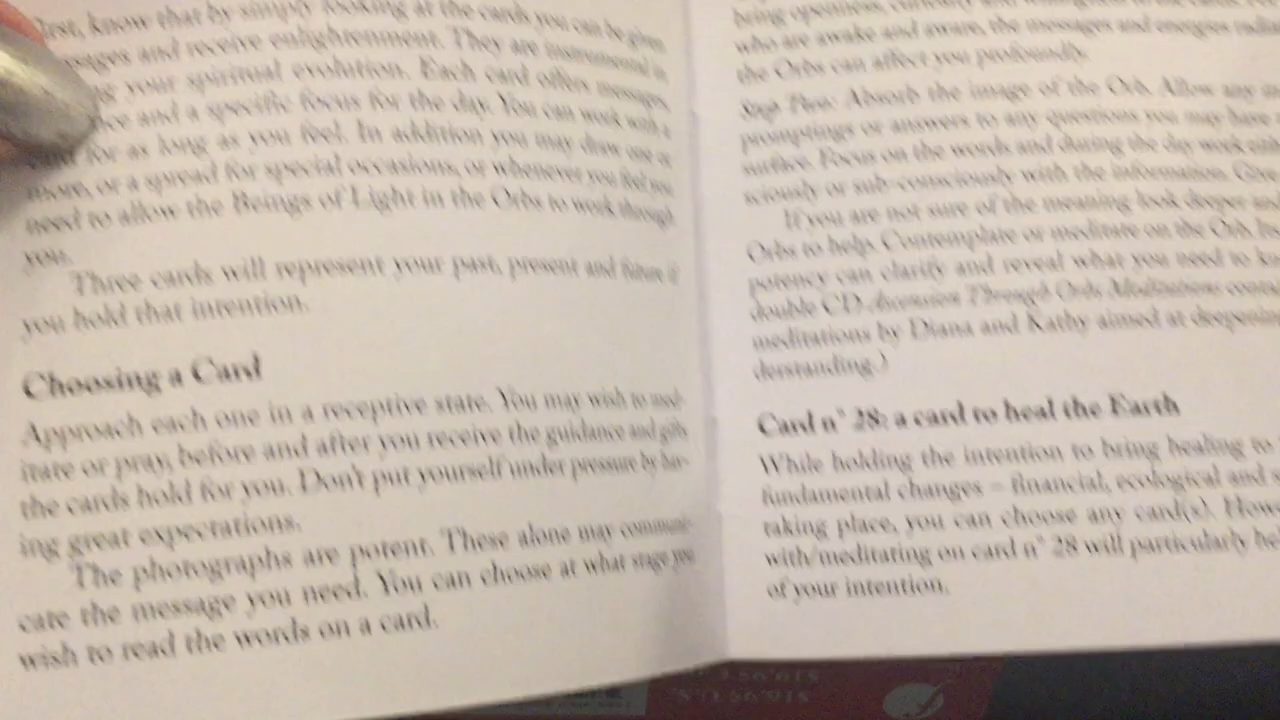 know that by simply looking at the cards you can be given
and receive enlightenment. They are instrumental in
your spiritual evolution. Each card offers messages,
and a specific focus for the day. You can work with a
card for as long as you feel. In addition you may draw one or
more, or a spread for special occasions, or whenever you feel you
need to allow the Beings of Light in the Orbs to work through
you.
Three cards will represent your past, present and future if
you hold that intention.
Choosing a Card
Approach each one in a receptive state. You may wish to med-
itate or pray, before and after you receive the guidance and gifts
the cards hold for you. Don't put yourself under pressure by hav-
ing great expectations.
The photographs are potent. These alone may communi-
cate the message you need. You can choose at what stage you
wish to read the words on a card.
being openness,
who are awake and aware, the messages and energies
the Orbs can affect you profoundly.
Step Two: Absorb the image of the Orb. Allow any
promptings or answers to any questions you may have
surface. Focus on the words and during the day work
sciously or sub-consciously with the information. Give
If you are not sure of the meaning look deeper and
Orbs to help. Contemplate or meditate on the Orb.
potency can clarify and reveal what you need to
double CD Ascension Through Orbs Meditations
meditations by Diana and Kathy aimed at deepening
derstanding.)
Card n° 28: a card to heal the Earth
While holding the intention to bring healing to
fundamental changes – financial, ecological and
taking place, you can choose any card(s).
with/meditating on card n° 28 will particularly
of your intention.